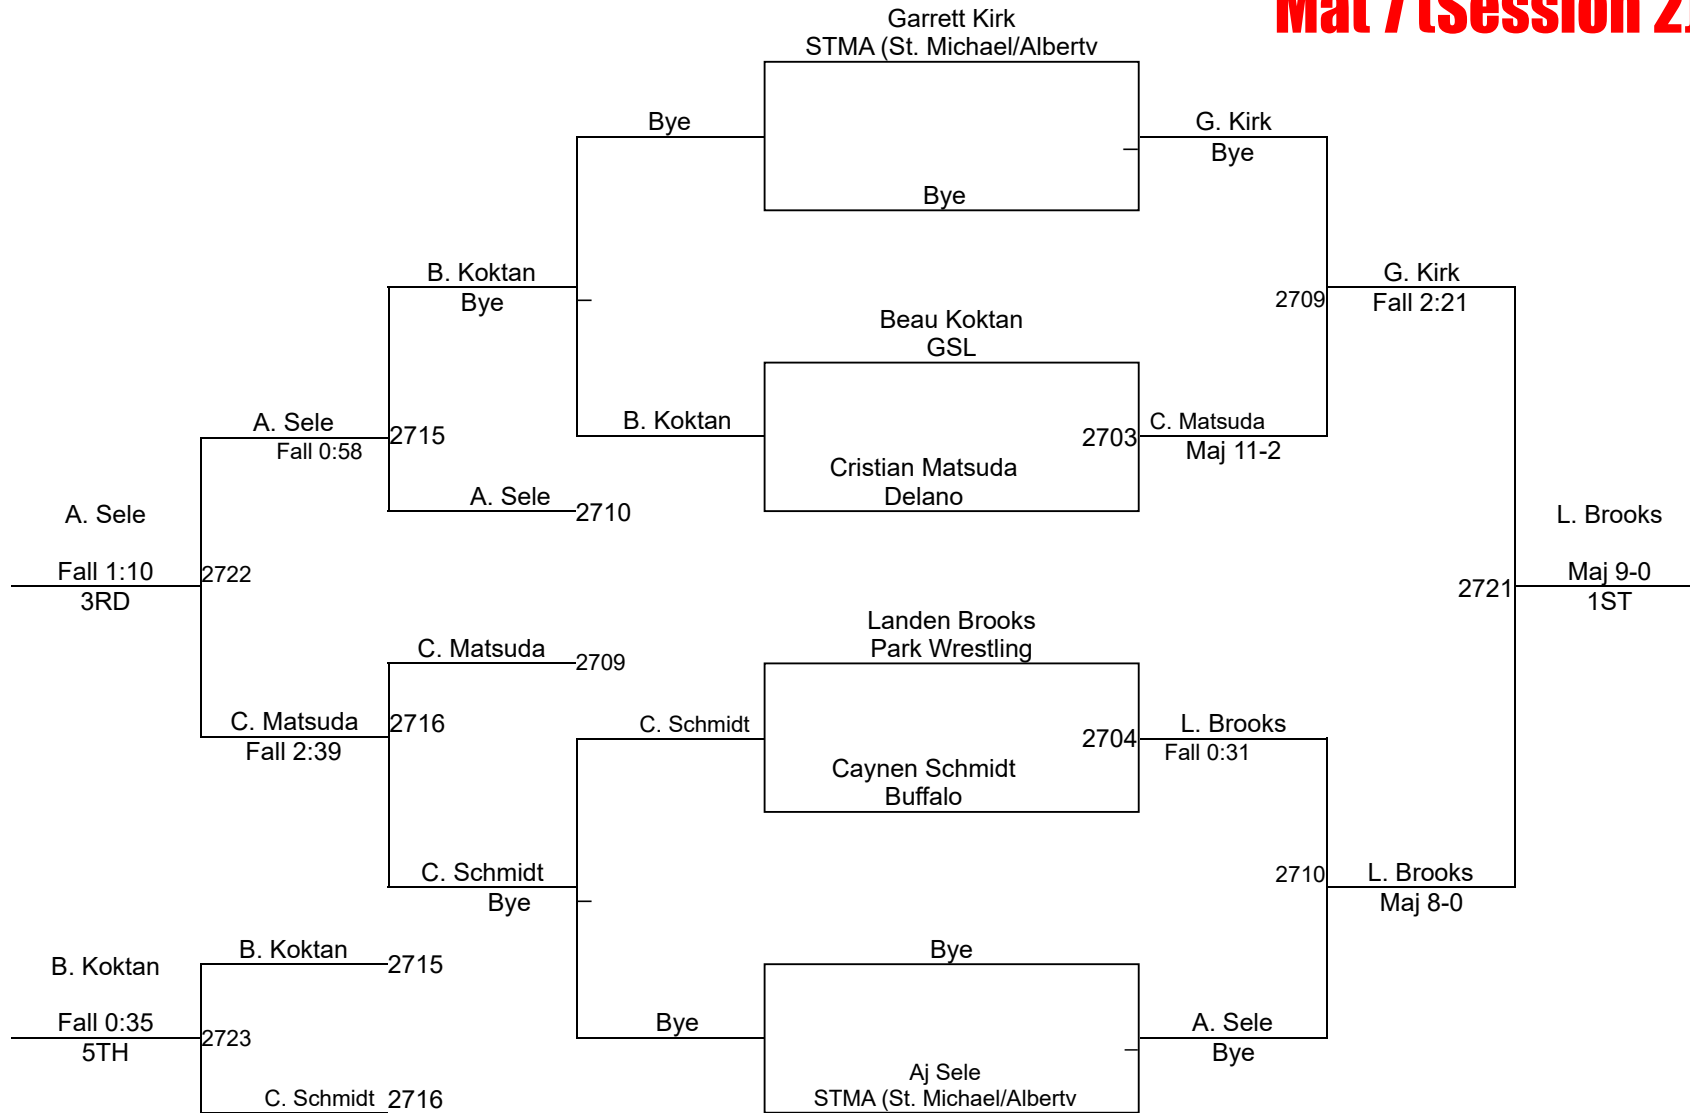 Mat 7 (Session 2)
Garrett Kirk
STMA (St. Michael/Albertv
Bye
G. Kirk
Bye
Bye
B. Koktan
Bye
G. Kirk
2709
Fall 2:21
Beau Koktan
GSL
A. Sele
Fall 0:58
2715
B. Koktan
2703
C. Matsuda
Maj 11-2
Cristian Matsuda
Delano
A. Sele
2710
A. Sele
L. Brooks
Fall 1:10
2722
3RD
2721
Maj 9-0
1ST
Landen Brooks
Park Wrestling
C. Matsuda
2709
C. Matsuda
2716
Fall 2:39
C. Schmidt
2704
L. Brooks
Fall 0:31
Caynen Schmidt
Buffalo
C. Schmidt
Bye
2710
L. Brooks
Maj 8-0
B. Koktan
B. Koktan
2715
Bye
Fall 0:35
2723
5TH
Bye
A. Sele
Bye
Aj Sele
STMA (St. Michael/Albertv
C. Schmidt
2716